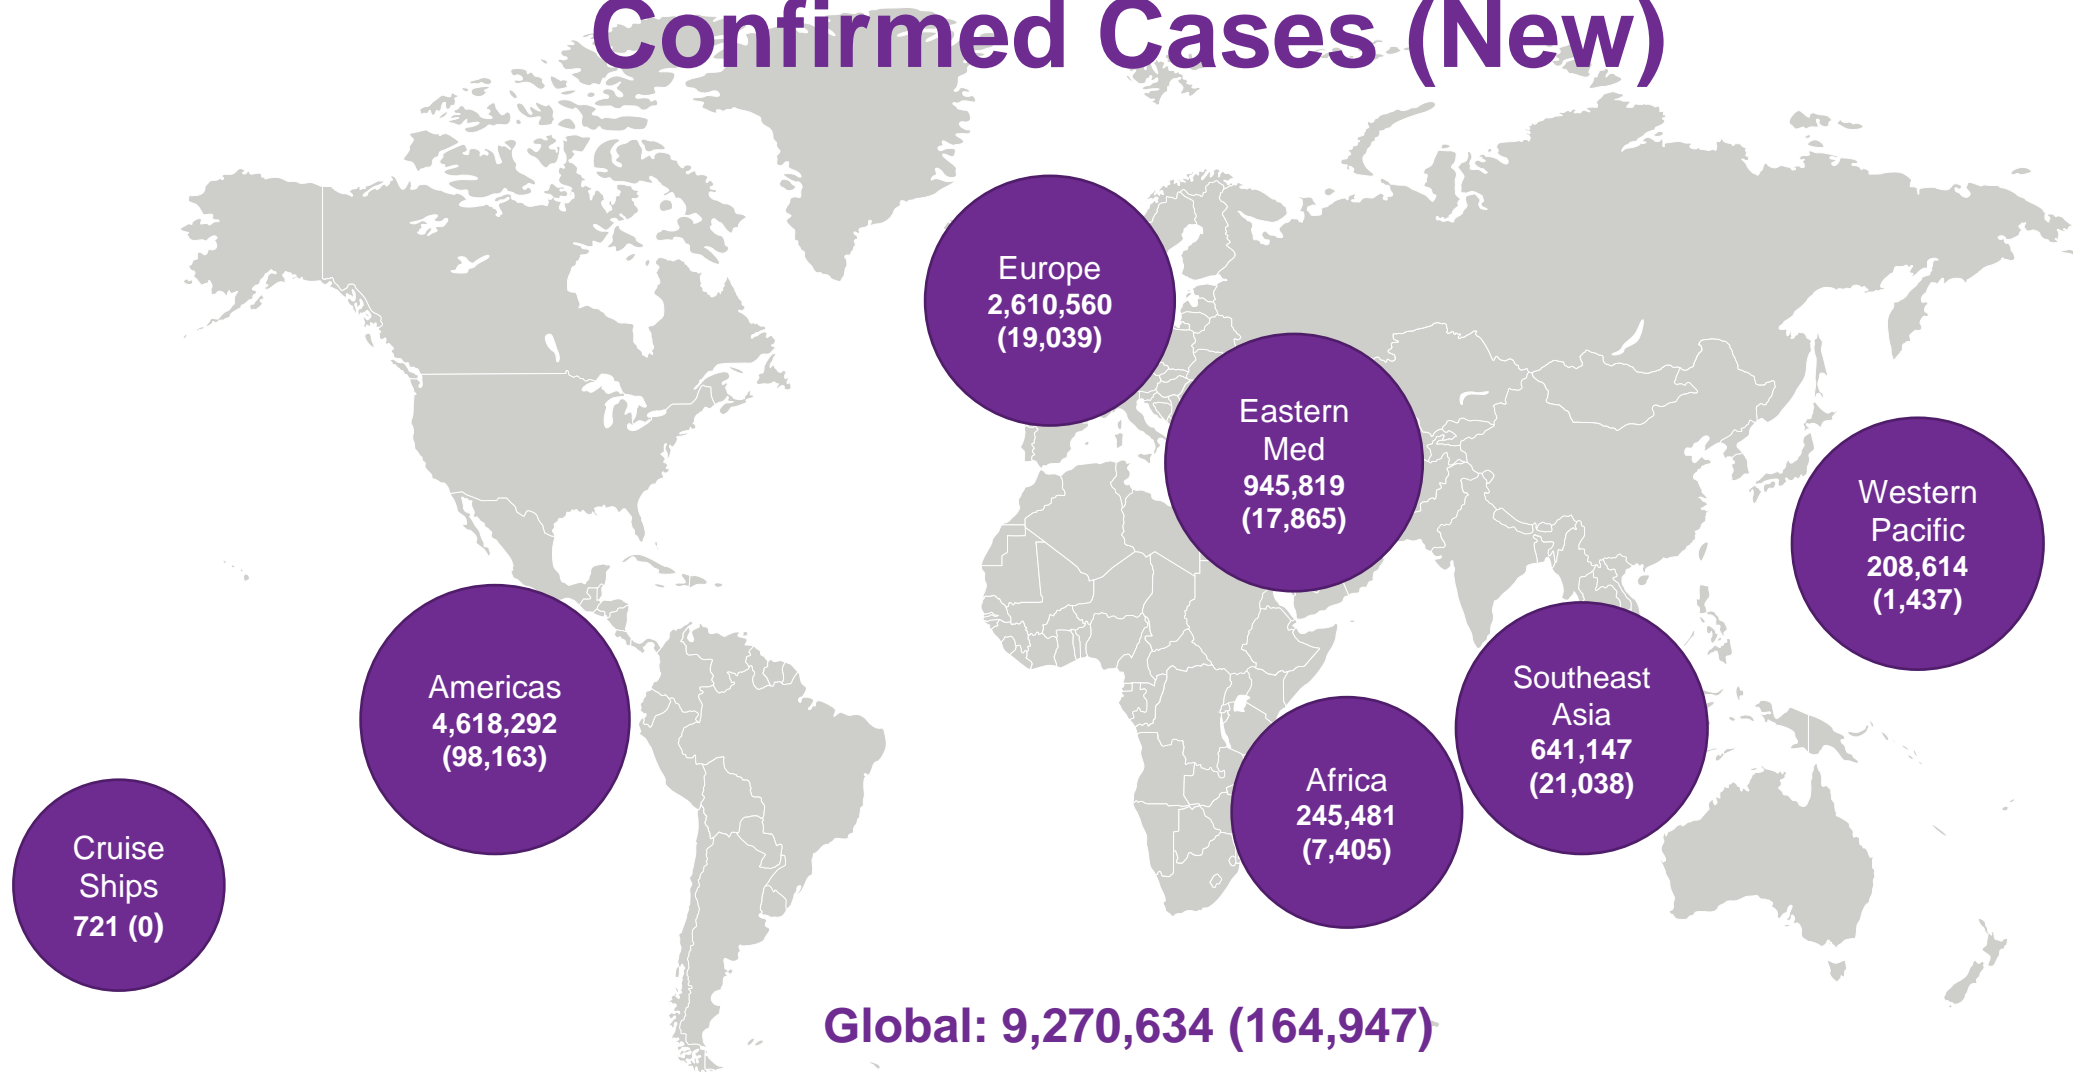 Confirmed Cases (New)
Europe
2,610,560
(19,039)
Eastern
Med
945,819
(17,865)
Western
Pacific
208,614
(1,437)
Americas
4,618,292
(98,163)
Southeast
Asia
641,147
(21,038)
Africa
245,481
(7,405)
Cruise
Ships
721 (0)
Global: 9,270,634 (164,947)